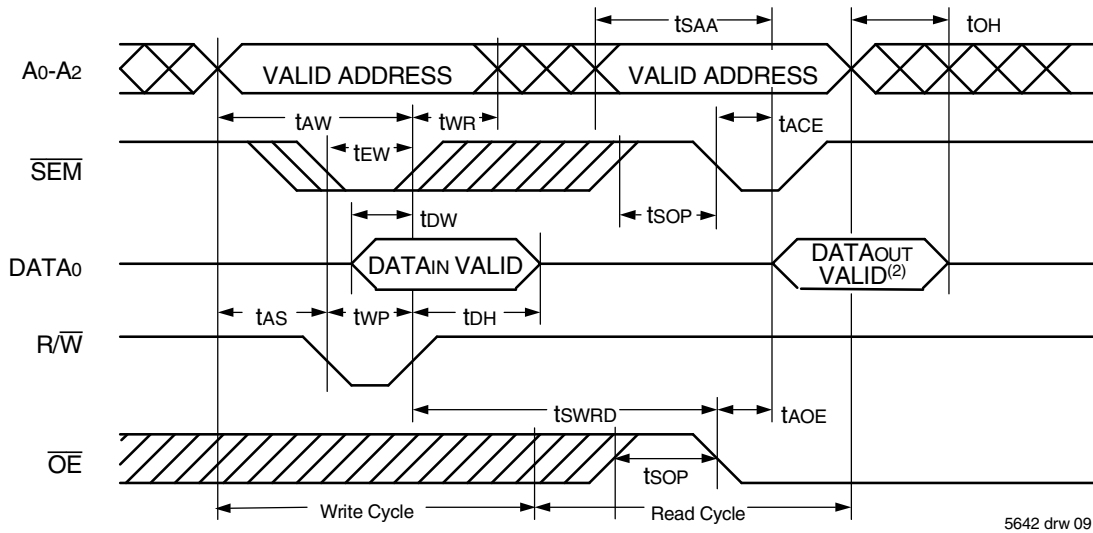 tSAA
tOH
A0-A2
VALID ADDRESS
VALID ADDRESS
tAW
tWR
tACE
tEW
SEM
tSOP
tDW
DATA0
DATAIN VALID
DATAOUT
VALID(2)
tAS
tWP
tDH
R/W
tSWRD
tAOE
OE
tSOP
Write Cycle
Read Cycle
5642 drw 09